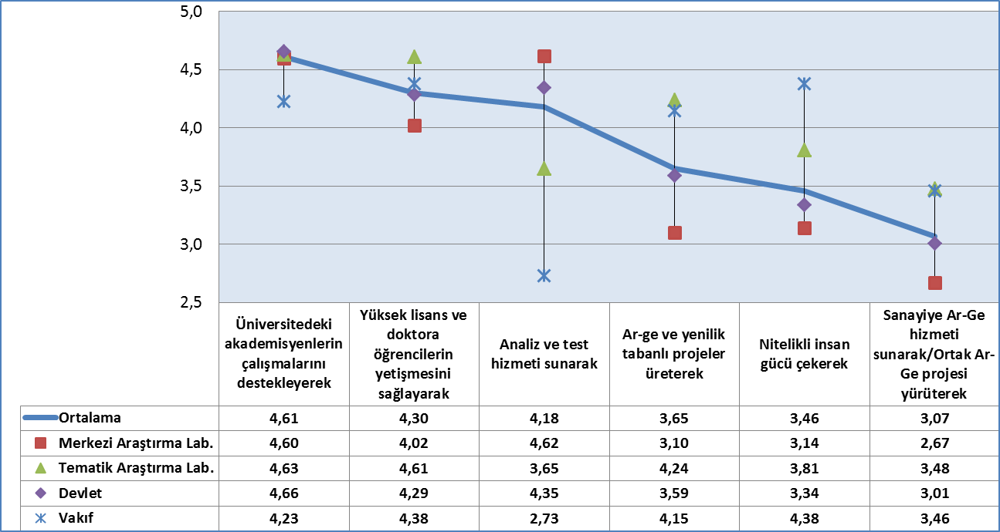 5,0
4,5
4,0
3,5
3,0
2,5
Üniversitedeki
akademisyenlerin
çalışmalarını
destekleyerek
Yüksek lisans ve
doktora
öğrencilerin
yetişmesini
sağlayarak
Analiz ve test
hizmeti sunarak
Ar-ge ve yenilik
tabanlı projeler
üreterek
Nitelikli insan
gücü çekerek
Sanayiye Ar-Ge
hizmeti
sunarak/Ortak Ar-
Ge projesi
yürüterek
Ortalama 4,61 4,30 4,18 3,65 3,46 3,07
Merkezi Araştırma Lab. 4,60 4,02 4,62 3,10 3,14 2,67
Tematik Araştırma Lab. 4,63 4,61 3,65 4,24 3,81 3,48
Devlet 4,66 4,29 4,35 3,59 3,34 3,01
Vakıf 4,23 4,38 2,73 4,15 4,38 3,46